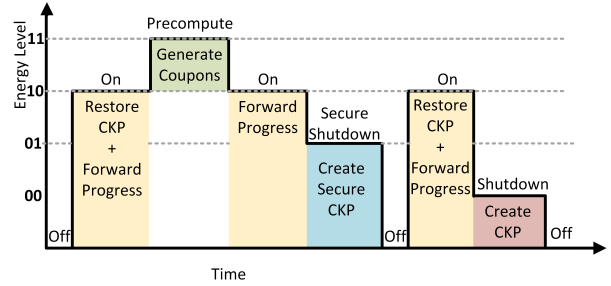 Energy Level
11
10
01
00
Precompute
Generate
Coupons
On
Restore
CKP
+
Forward
Progress
On
Forward
Progress
Secure
Shutdown
Create
Secure
CKP
On
Restore
CKP
+
Forward
Progress
Shutdown
Create
CKP
Off
Off
Off
Time